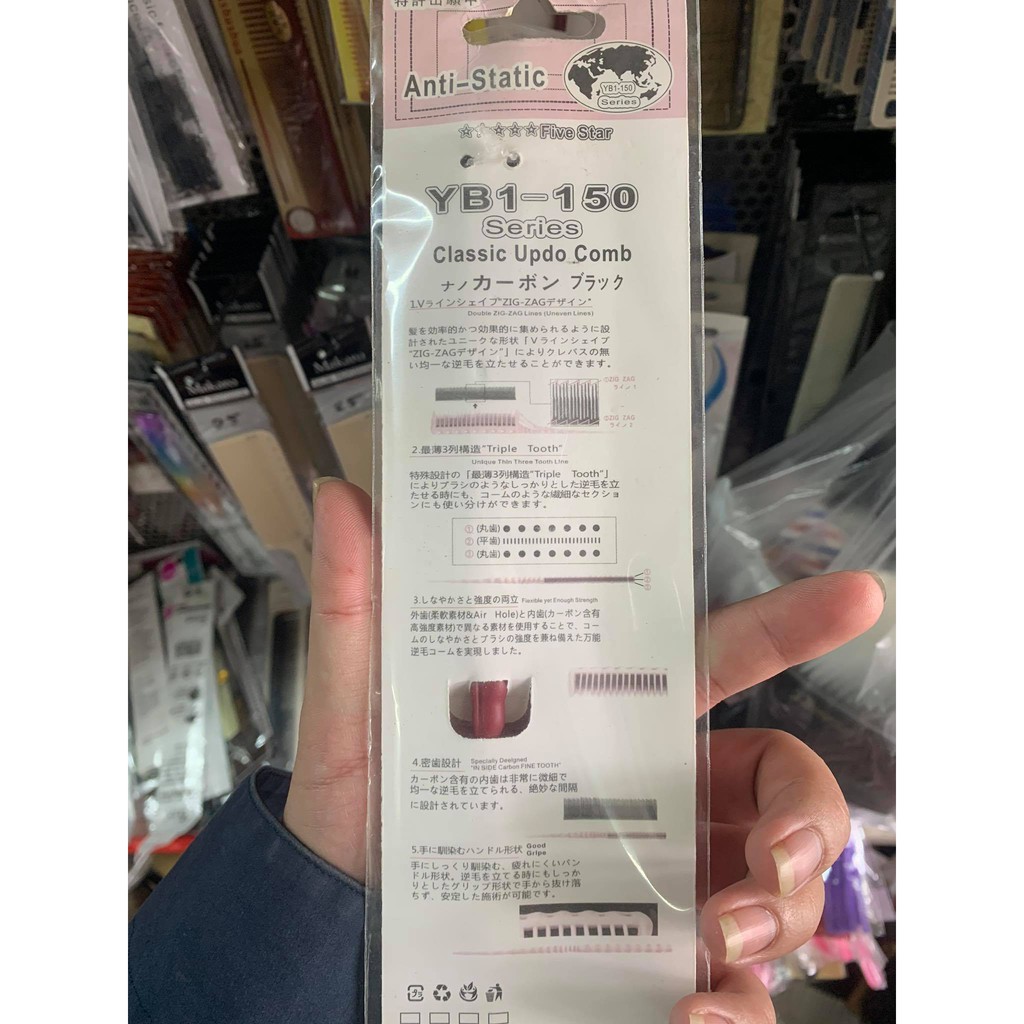 特許出願中
Anti-Static
YB1-150
Series
☆☆☆☆☆Five Star
YB1-150
Series
Classic Updo Comb
ナノ カーボン ブラック
1.Vラインシェイプ"ZIG-ZAGデザイン"
Double ZIG-ZAG Lines (Uneven Lines)
髪を効率的かつ効果的に集められるように設
計されたユニークな形状「Vラインシェイプ
"ZIG-ZAGデザイン"」によりクレバスの無
い均一な逆毛を立たせることができます。
①ZIG ZAG
ライン1
②ZIG ZAG
ライン1
2.最薄3列構造"Triple Tooth"
Unique Thin Three Tooth Line
特殊設計の「最薄3列構造"Triple Tooth」
によりブラシのようなしっかりとした逆毛を立
たせる時にも、コームのような繊細なセクショ
ンにも使い分けができます。
①(丸歯)
②(平歯)
③(丸歯)
3.しなやかさと強度の両立 Flexible yet Enough Strength
外歯(柔軟素材&Air Hole)と内歯(カーボン含有
高強度素材)で異なる素材を使用することで、コー
ムのしなやかさとブラシの強度を兼ね備えた万能
逆毛コームを実現しました。
4.密歯設計 Specially Designed
"IN SIDE Carbon FINE TOOTH"
カーボン含有の内歯は非常に微細で
均一な逆毛を立てられる、絶妙な間隔
に設計されています。
5.手に馴染むハンドル形状 Good
Gripe
手にしっくり馴染む、疲れにくいハン
ドル形状。逆毛を立てる時にもしっか
りとしたグリップ形状で手から抜け落
ちず、安定した施術が可能です。